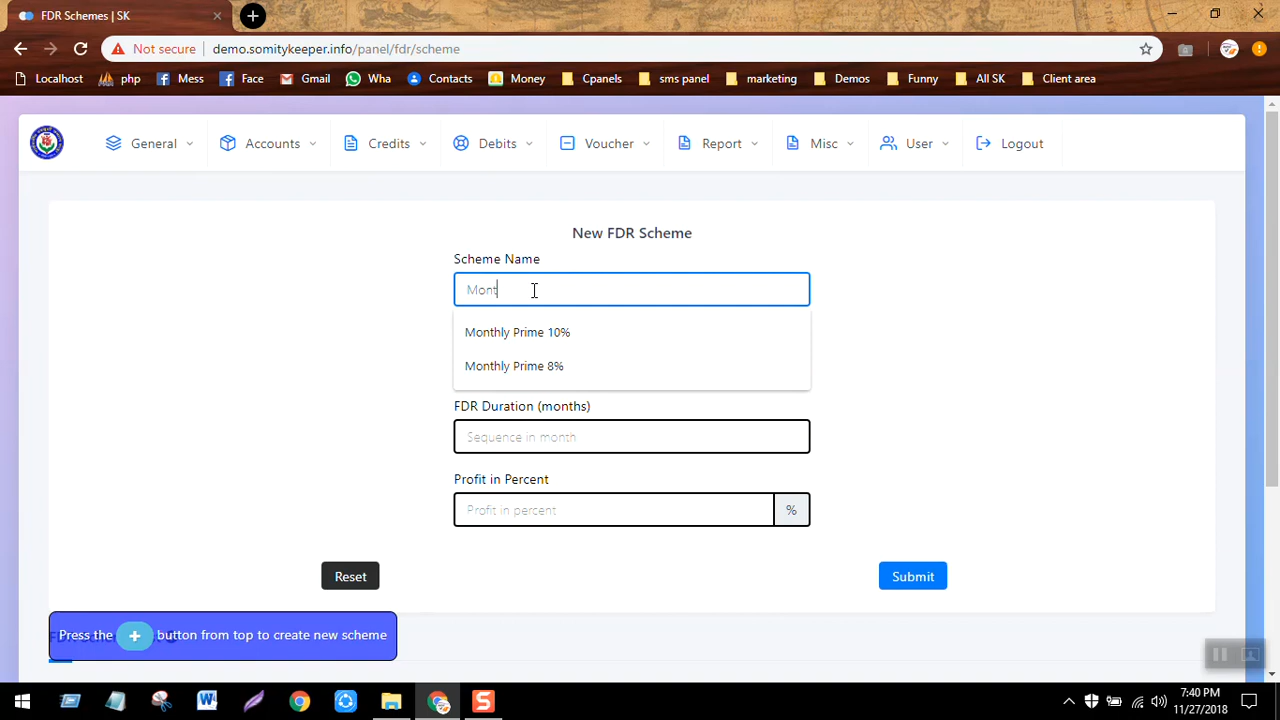 FDR Schemes | SK
Not secure demo.somitykeeper.info/panel/fdr/scheme
Localhost php Mess Face Gmail Wha Contacts Money Cpanels sms panel marketing Demos Funny All SK Client area
General Accounts Credits Debits Voucher Report Misc User Logout
New FDR Scheme
Scheme Name
Mont
Monthly Prime 10%
Monthly Prime 8%
FDR Duration (months)
Sequence in month
Profit in Percent
Profit in percent %
Reset Submit
Press the + button from top to create new scheme
7:40 PM
11/27/2018